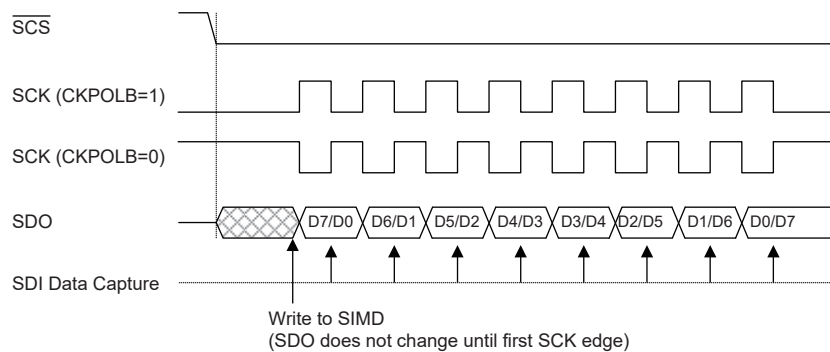 SCS
SCK (CKPOLB=1)
SCK (CKPOLB=0)
SDO D7/D0 D6/D1 D5/D2 D4/D3 D3/D4 D2/D5 D1/D6 D0/D7
SDI Data Capture
Write to SIMD
(SDO does not change until first SCK edge)